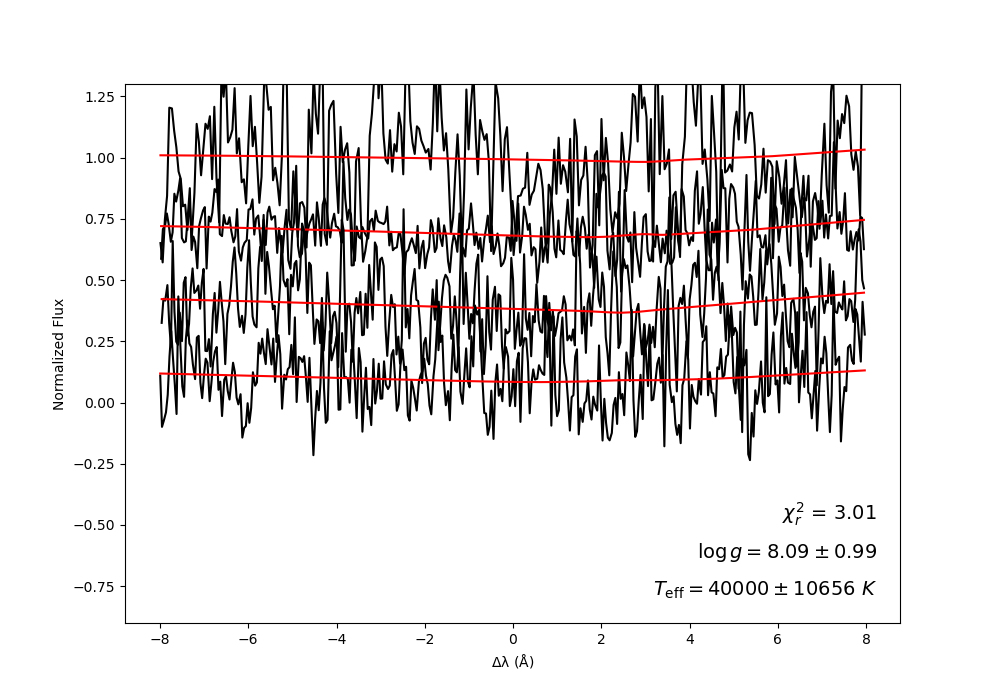 1.25
1.00
0.75
0.50
0.25
0.00
−0.25
−0.50
−0.75
Normalized Flux
χ²ᵣ = 3.01
log g = 8.09 ± 0.99
T_eff = 40000 ± 10656 K
−8 −6 −4 −2 0 2 4 6 8
Δλ (Å)